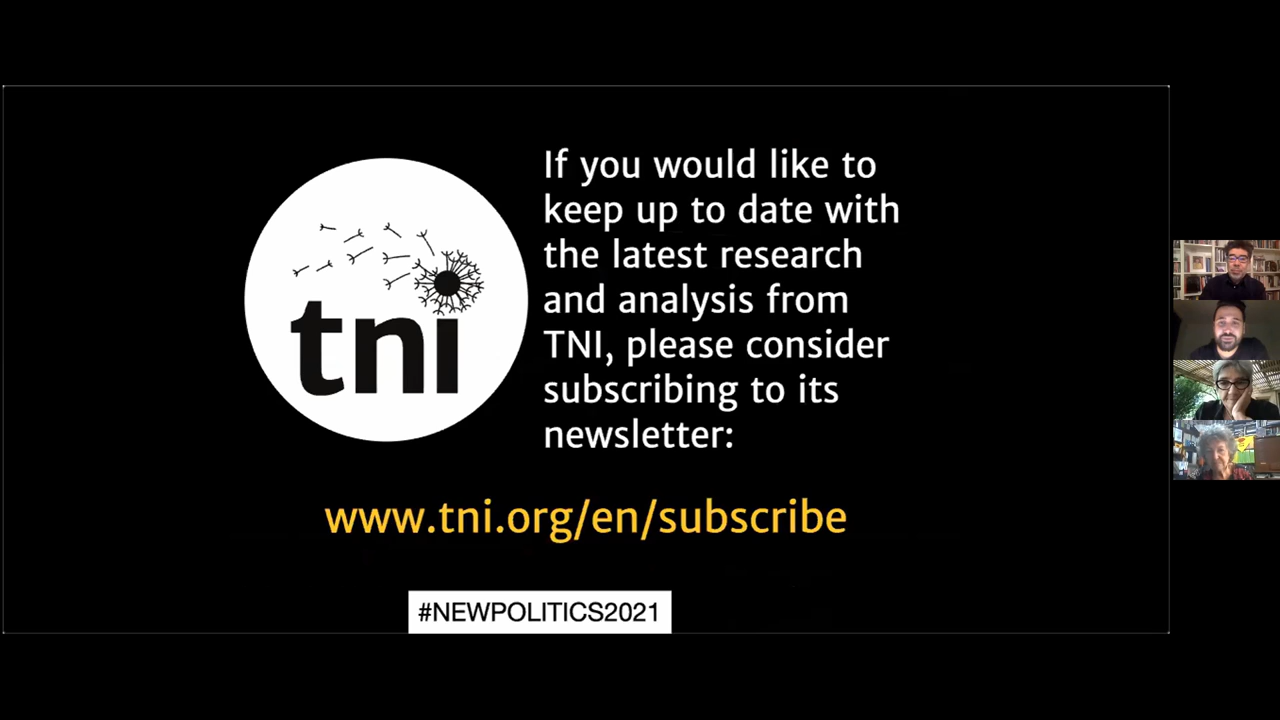 tni
If you would like to
keep up to date with
the latest research
and analysis from
TNI, please consider
subscribing to its
newsletter:
www.tni.org/en/subscribe
#NEWPOLITICS2021